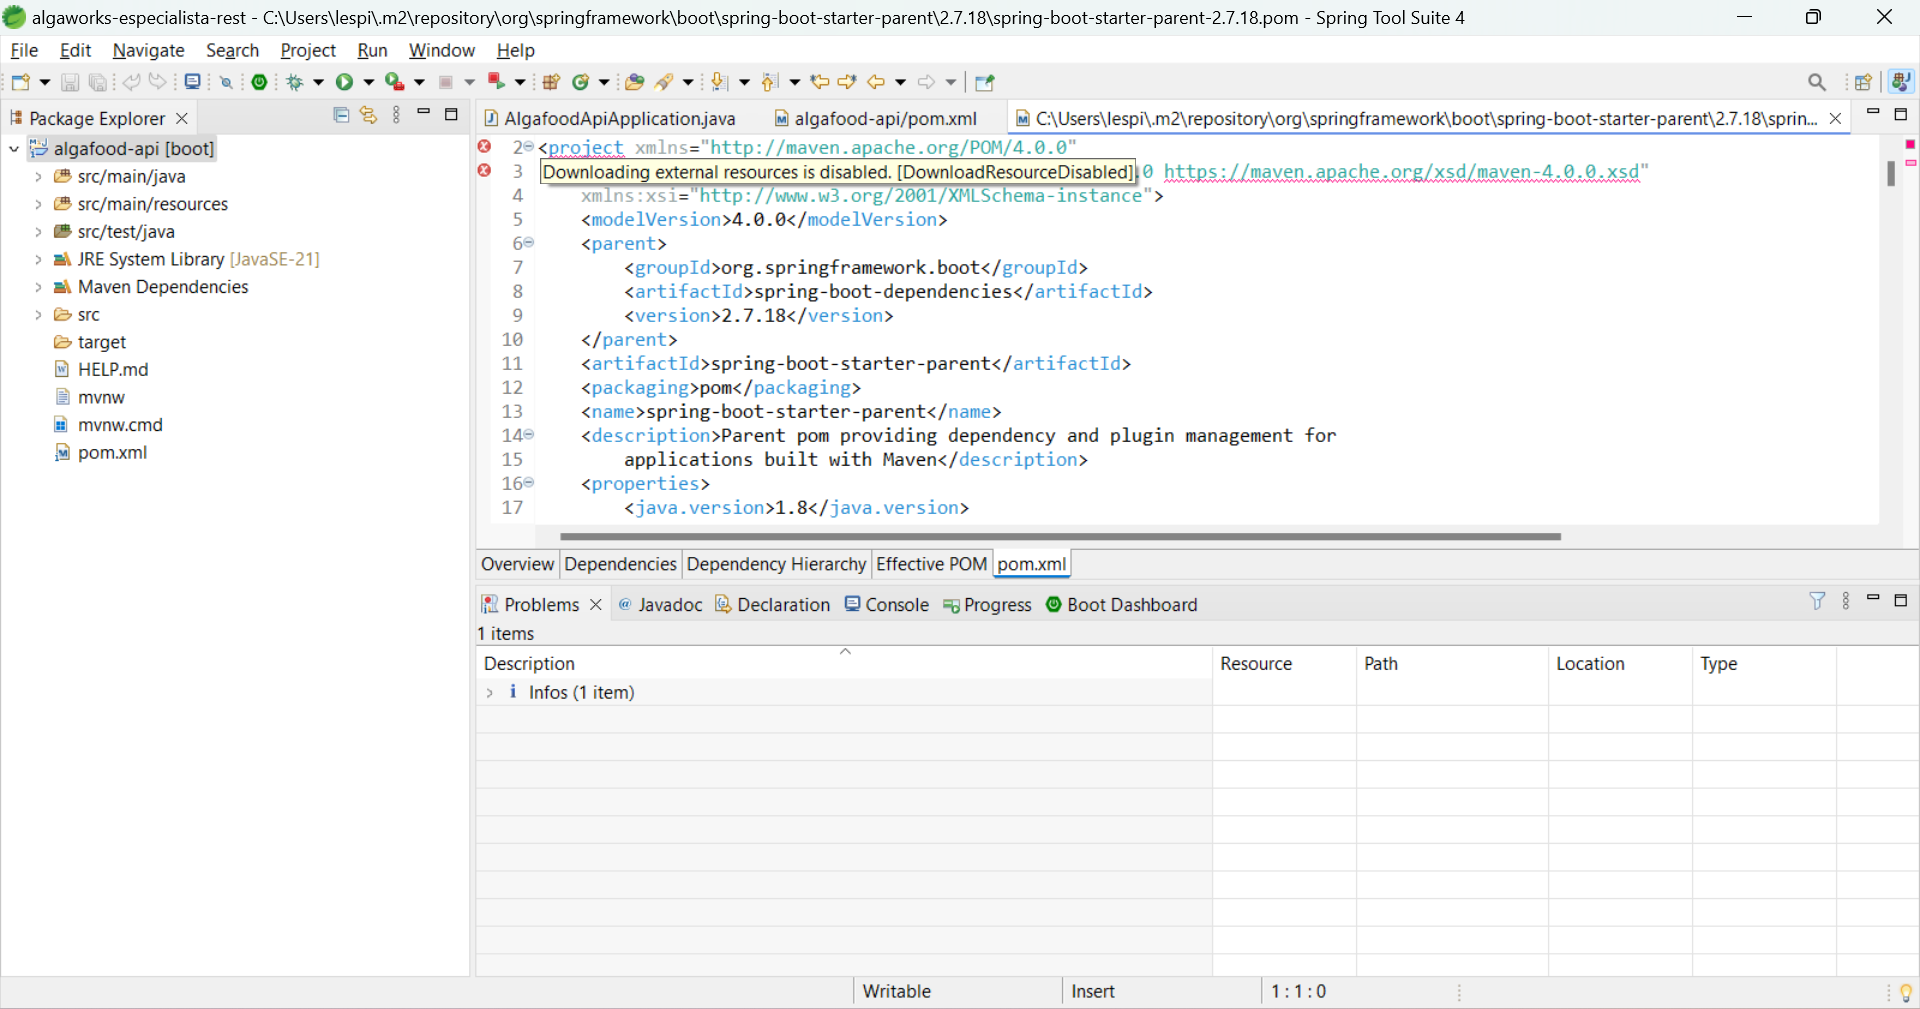 algaworks-especialista-rest - C:\Users\lespi\.m2\repository\org\springframework\boot\spring-boot-starter-parent\2.7.18\spring-boot-starter-parent-2.7.18.pom - Spring Tool Suite 4
File Edit Navigate Search Project Run Window Help
Package Explorer
algafood-api [boot]
src/main/java
src/main/resources
src/test/java
JRE System Library [JavaSE-21]
Maven Dependencies
src
target
HELP.md
mvnw
mvnw.cmd
pom.xml
AlgafoodApiApplication.java algafood-api/pom.xml C:\Users\lespi\.m2\repository\org\springframework\boot\spring-boot-starter-parent\2.7.18\sprin...
2 <project xmlns="http://maven.apache.org/POM/4.0.0"
3 Downloading external resources is disabled. [DownloadResourceDisabled] .0 https://maven.apache.org/xsd/maven-4.0.0.xsd"
4 xmlns:xsi="http://www.w3.org/2001/XMLSchema-instance">
5 <modelVersion>4.0.0</modelVersion>
6 <parent>
7 <groupId>org.springframework.boot</groupId>
8 <artifactId>spring-boot-dependencies</artifactId>
9 <version>2.7.18</version>
10 </parent>
11 <artifactId>spring-boot-starter-parent</artifactId>
12 <packaging>pom</packaging>
13 <name>spring-boot-starter-parent</name>
14 <description>Parent pom providing dependency and plugin management for
15 applications built with Maven</description>
16 <properties>
17 <java.version>1.8</java.version>
Overview Dependencies Dependency Hierarchy Effective POM pom.xml
Problems Javadoc Declaration Console Progress Boot Dashboard
1 items
Description Resource Path Location Type
Infos (1 item)
Writable Insert 1 : 1 : 0